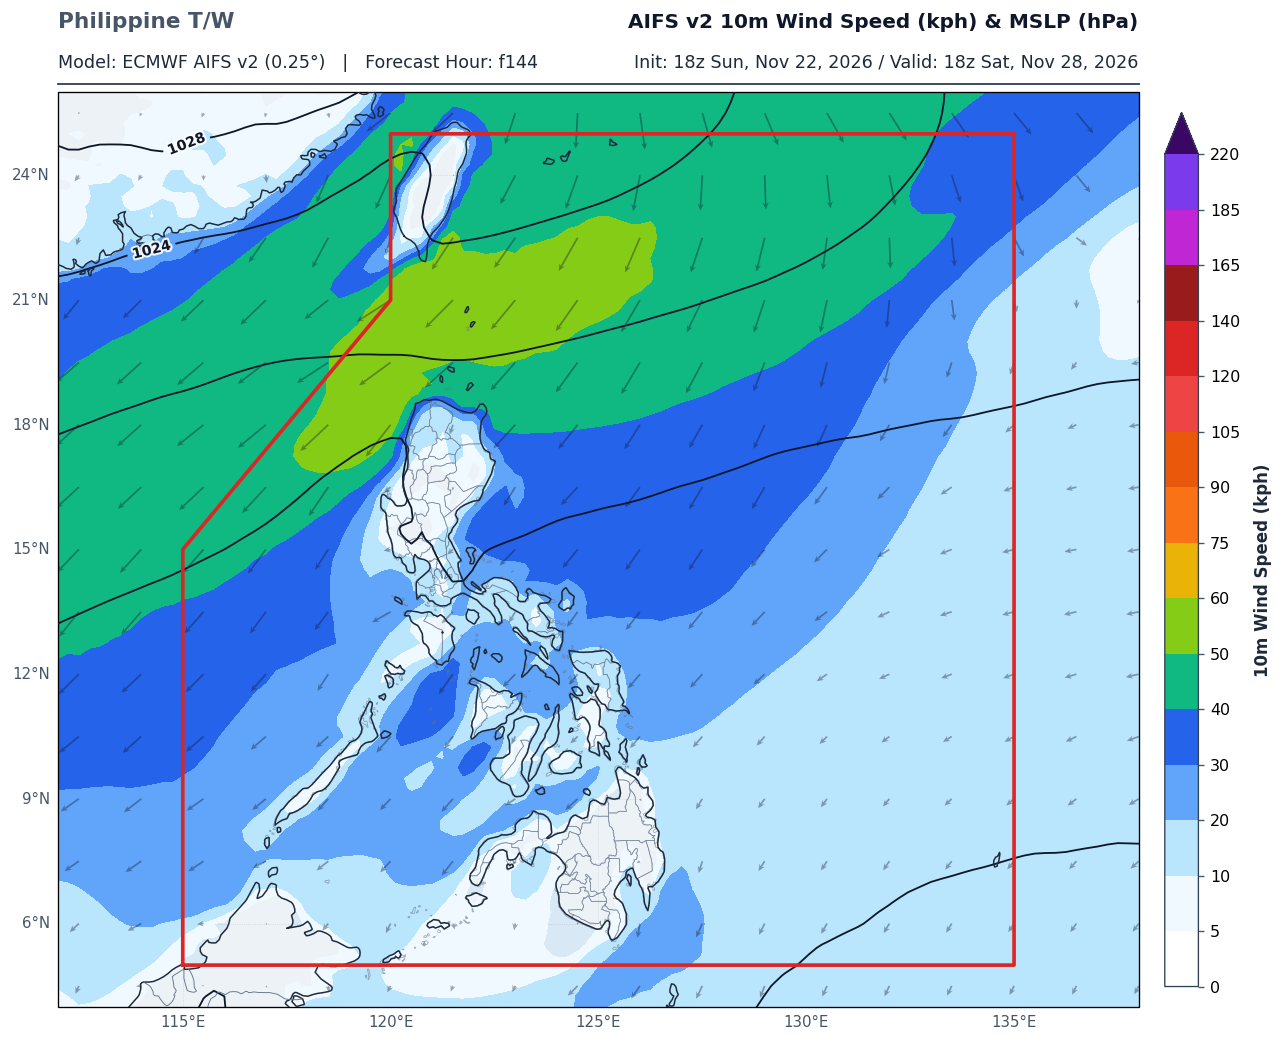 Philippine T/W
AIFS v2 10m Wind Speed (kph) & MSLP (hPa)
Model: ECMWF AIFS v2 (0.25°) | Forecast Hour: f144
Init: 18z Sun, Nov 22, 2026 / Valid: 18z Sat, Nov 28, 2026
1028
1024
24°N
21°N
18°N
15°N
12°N
9°N
6°N
115°E
120°E
125°E
130°E
135°E
220
185
165
140
120
105
90
75
60
50
40
30
20
10
5
0
10m Wind Speed (kph)